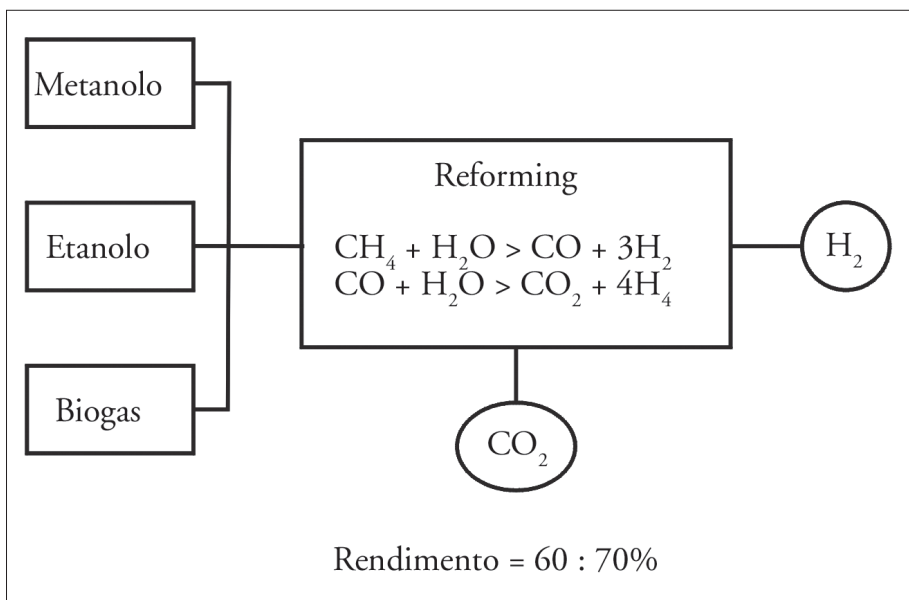 Metanolo
Etanolo
Biogas
Reforming
CH₄ + H₂O > CO + 3H₂
CO + H₂O > CO₂ + 4H₄
H₂
CO₂
Rendimento = 60 : 70%